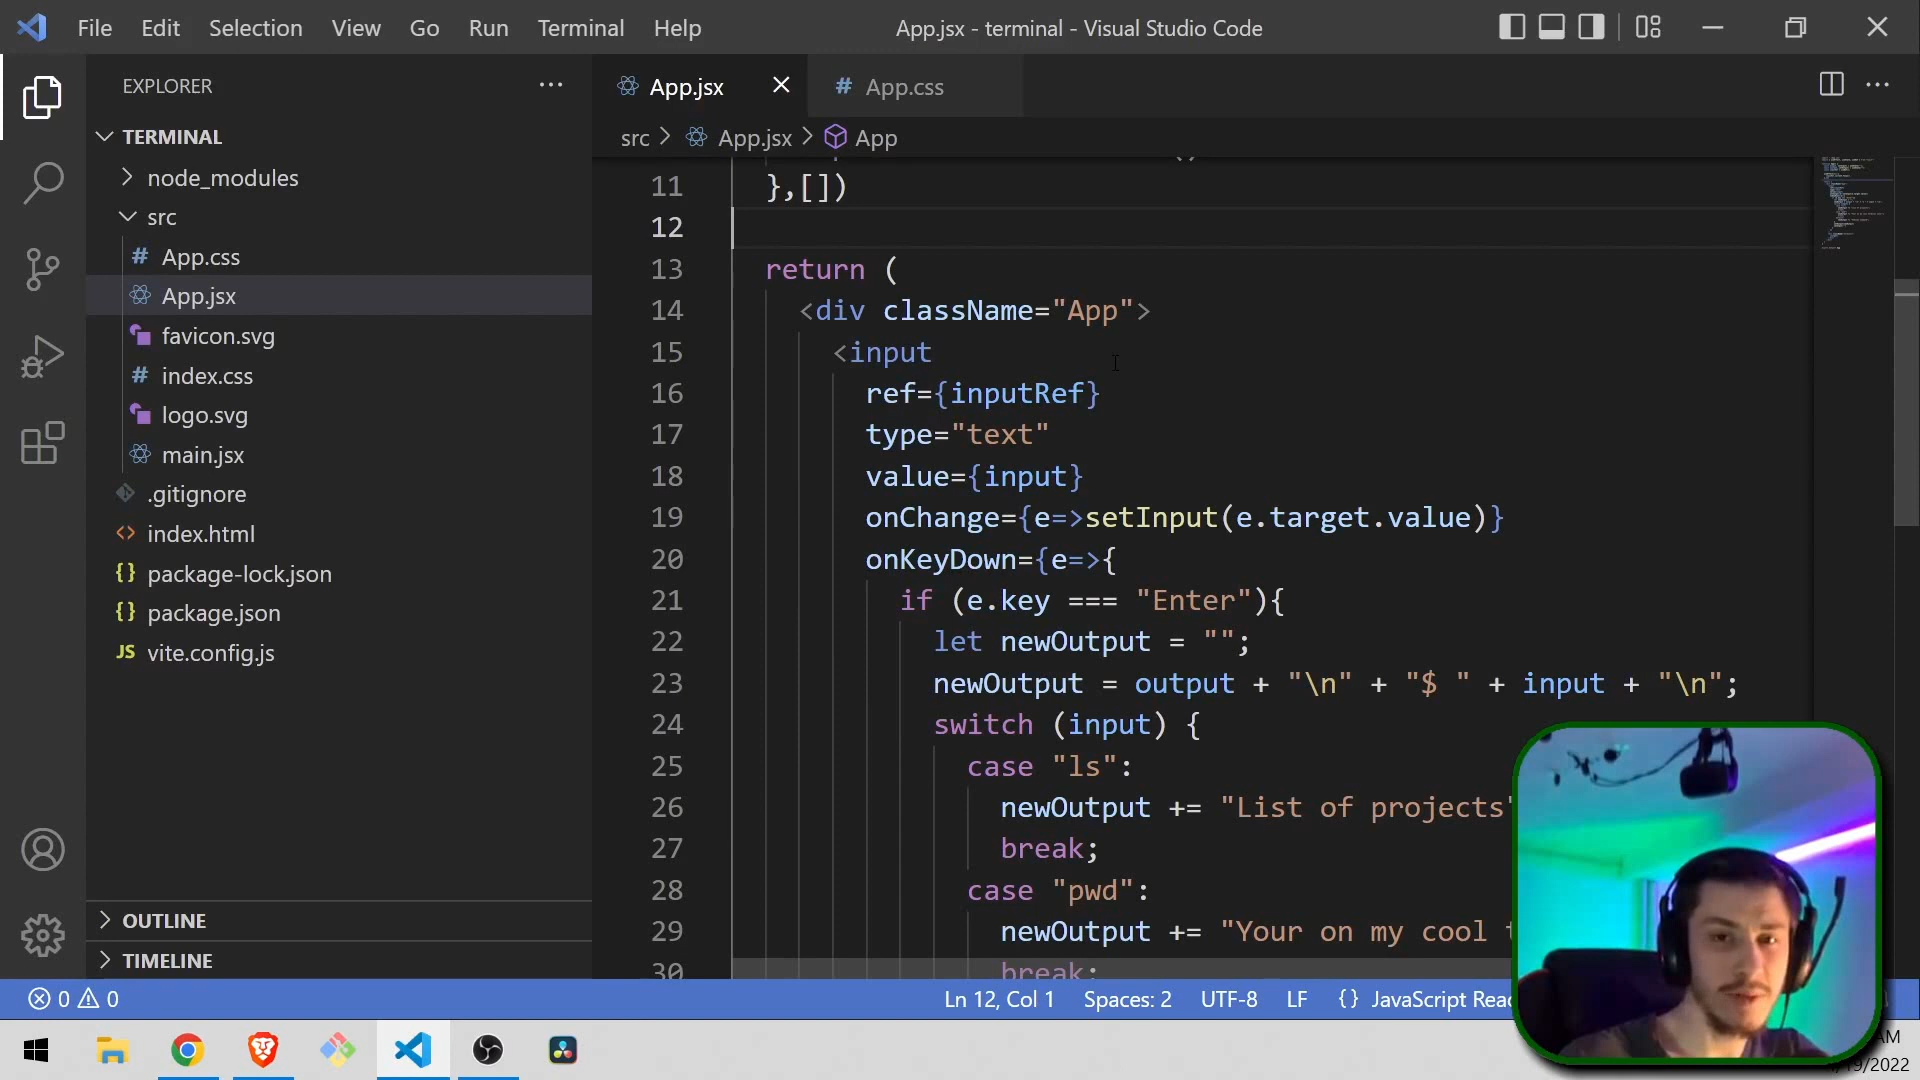 File Edit Selection View Go Run Terminal Help
App.jsx - terminal - Visual Studio Code
EXPLORER
TERMINAL
node_modules
src
# App.css
App.jsx
favicon.svg
# index.css
logo.svg
main.jsx
.gitignore
<> index.html
{} package-lock.json
{} package.json
JS vite.config.js
OUTLINE
TIMELINE
App.jsx
# App.css
src > App.jsx > App
11 },[])
12
13 return (
14 <div className="App">
15 <input
16 ref={inputRef}
17 type="text"
18 value={input}
19 onChange={e=>setInput(e.target.value)}
20 onKeyDown={e=>{
21 if (e.key === "Enter"){
22 let newOutput = "";
23 newOutput = output + "\n" + "$ " + input + "\n";
24 switch (input) {
25 case "ls":
26 newOutput += "List of projects"
27 break;
28 case "pwd":
29 newOutput += "Your on my cool
30 break;
0 0
Ln 12, Col 1 Spaces: 2 UTF-8 LF {} JavaScript
AM
/2022